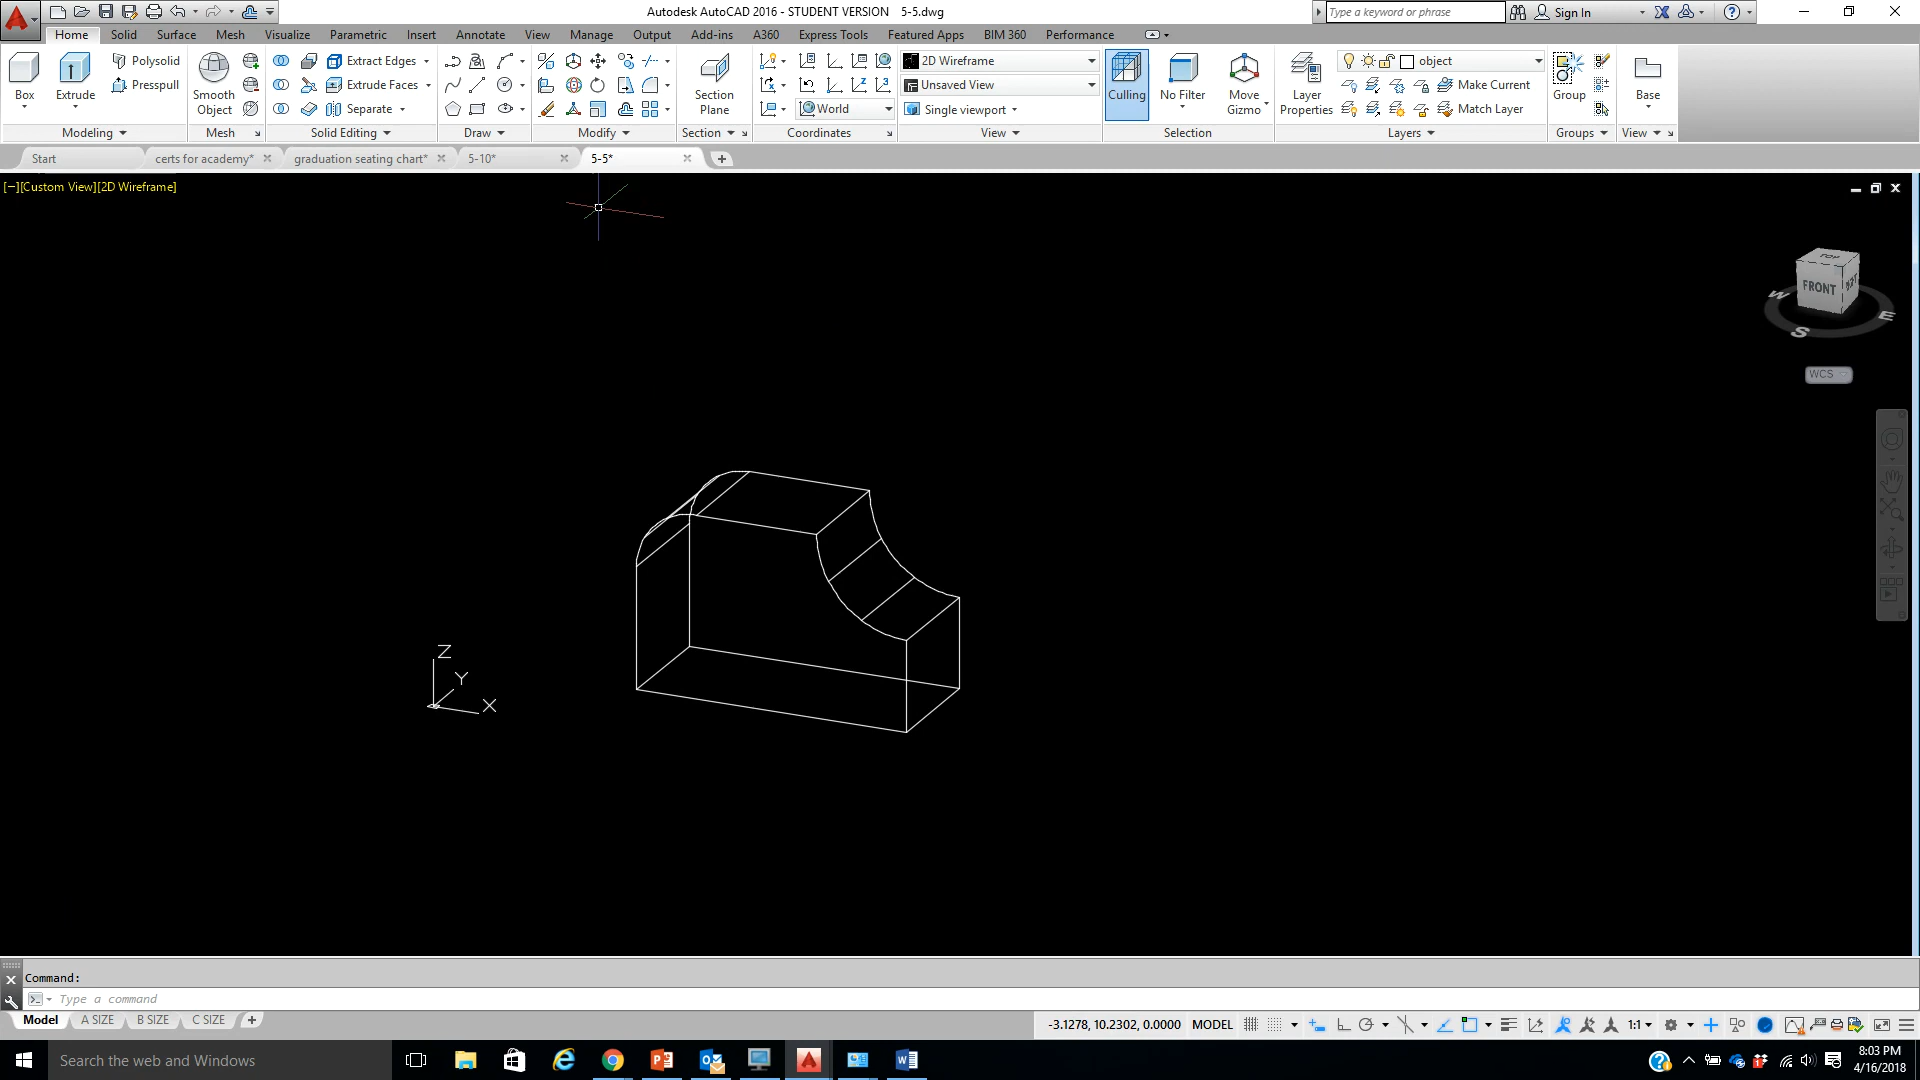 Autodesk AutoCAD 2016 - STUDENT VERSION 5-5.dwg
Type a keyword or phrase
Sign In
Home Solid Surface Mesh Visualize Parametric Insert Annotate View Manage Output Add-ins A360 Express Tools Featured Apps BIM 360 Performance
Polysolid Extract Edges 2D Wireframe object
Box Extrude Presspull Smooth Object Extrude Faces Section Plane Unsaved View Culling No Filter Move Gizmo Layer Properties Make Current Group Base
Separate World Single viewport Match Layer
Modeling Mesh Solid Editing Draw Modify Section Coordinates View Selection Layers Groups View
Start certs for academy* graduation seating chart* 5-10* 5-5*
[−][Custom View][2D Wireframe]
TOP
FRONT
W
S
E
WCS
Z
Y
X
Command:
Type a command
Model A SIZE B SIZE C SIZE
-3.1278, 10.2302, 0.0000 MODEL 1:1
Search the web and Windows
8:03 PM
4/16/2018